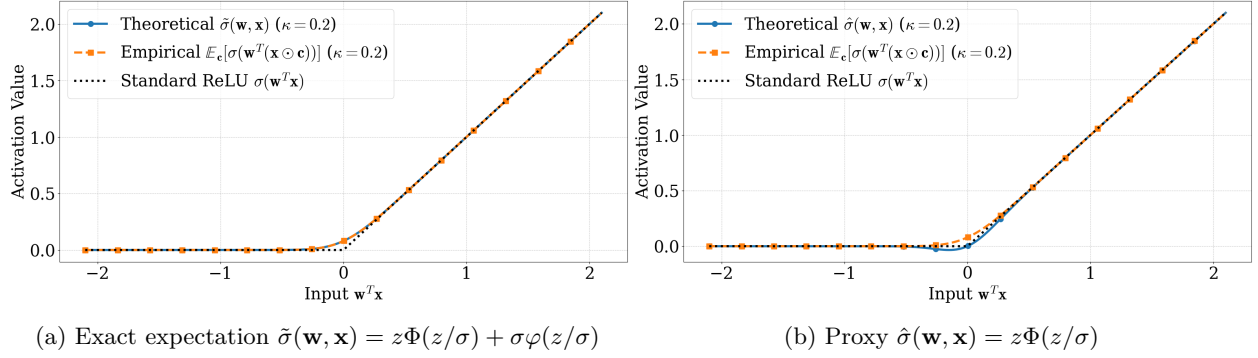 Theoretical σ̃(w, x) (κ = 0.2)
Empirical 𝔼_c[σ(w^T(x ⊙ c))] (κ = 0.2)
Standard ReLU σ(w^T x)
Activation Value
2.0
1.5
1.0
0.5
0.0
−2
−1
0
1
2
Input w^T x
(a) Exact expectation σ̃(w, x) = zΦ(z/σ) + σφ(z/σ)
Theoretical σ̂(w, x) (κ = 0.2)
Empirical 𝔼_c[σ(w^T(x ⊙ c))] (κ = 0.2)
Standard ReLU σ(w^T x)
Activation Value
2.0
1.5
1.0
0.5
0.0
−2
−1
0
1
2
Input w^T x
(b) Proxy σ̂(w, x) = zΦ(z/σ)